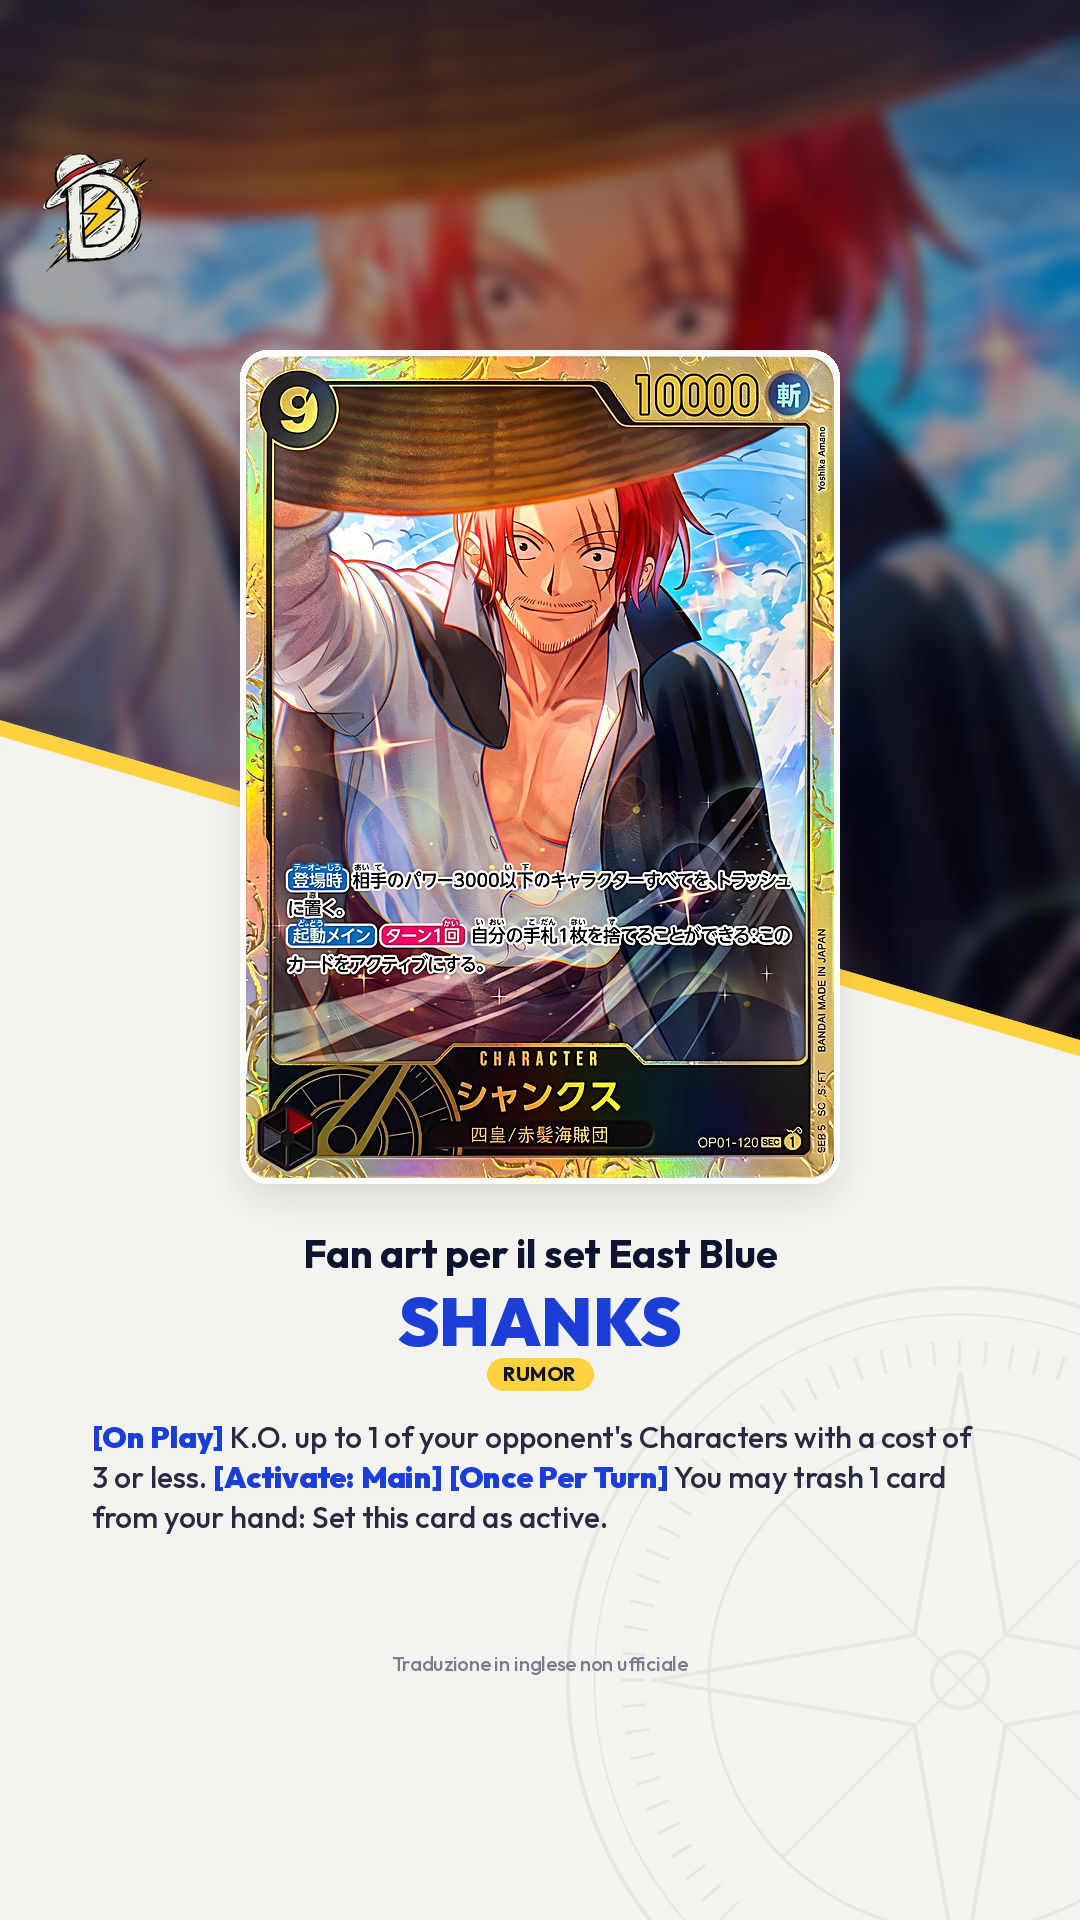 D
9
10000
斬
Yoshika Amano
登場時 相手のパワー3000以下のキャラクターすべてを、トラッシュ
に置く。
起動メイン ターン1回 自分の手札1枚を捨てることができる:この
カードをアクティブにする。
BANDAI MADE IN JAPAN
CHARACTER
シャンクス
四皇/赤髪海賊団
OP01-120 SEC 1
Fan art per il set East Blue
SHANKS
RUMOR
[On Play] K.O. up to 1 of your opponent's Characters with a cost of
3 or less. [Activate: Main] [Once Per Turn] You may trash 1 card
from your hand: Set this card as active.
Traduzione in inglese non ufficiale